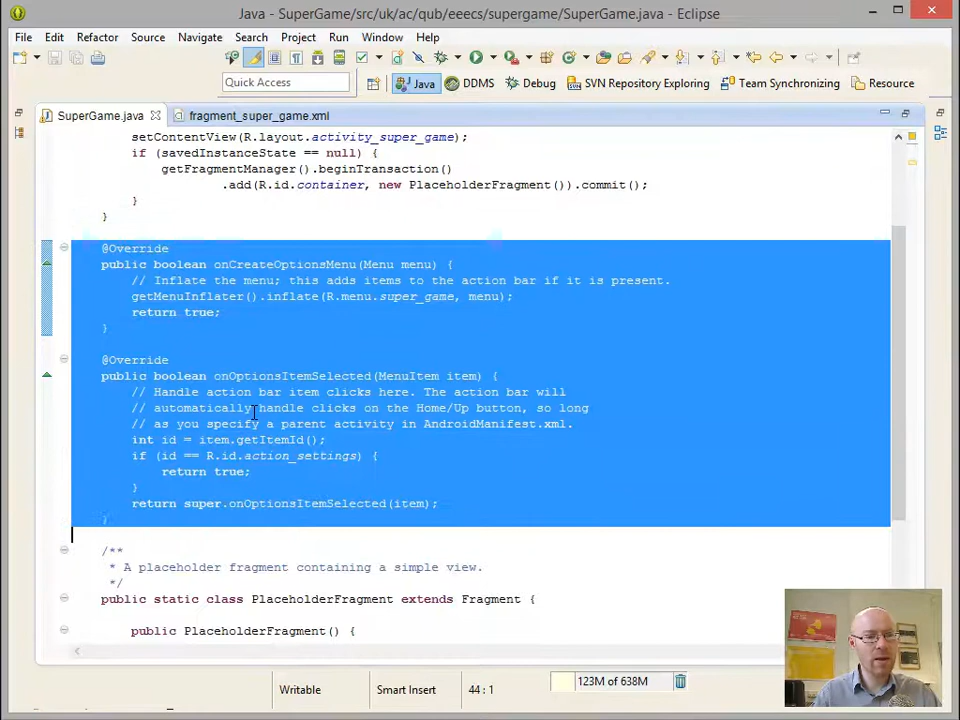 Java - SuperGame/src/uk/ac/qub/eeecs/supergame/SuperGame.java - Eclipse
File Edit Refactor Source Navigate Search Project Run Window Help
Quick Access
Java DDMS Debug SVN Repository Exploring Team Synchronizing Resource
SuperGame.java fragment_super_game.xml
setContentView(R.layout.activity_super_game);
if (savedInstanceState == null) {
getFragmentManager().beginTransaction()
.add(R.id.container, new PlaceholderFragment()).commit();
}
}
@Override
public boolean onCreateOptionsMenu(Menu menu) {
// Inflate the menu; this adds items to the action bar if it is present.
getMenuInflater().inflate(R.menu.super_game, menu);
return true;
}
@Override
public boolean onOptionsItemSelected(MenuItem item) {
// Handle action bar item clicks here. The action bar will
// automatically handle clicks on the Home/Up button, so long
// as you specify a parent activity in AndroidManifest.xml.
int id = item.getItemId();
if (id == R.id.action_settings) {
return true;
}
return super.onOptionsItemSelected(item);
}
/**
* A placeholder fragment containing a simple view.
*/
public static class PlaceholderFragment extends Fragment {
public PlaceholderFragment() {
Writable Smart Insert 44 : 1 123M of 638M